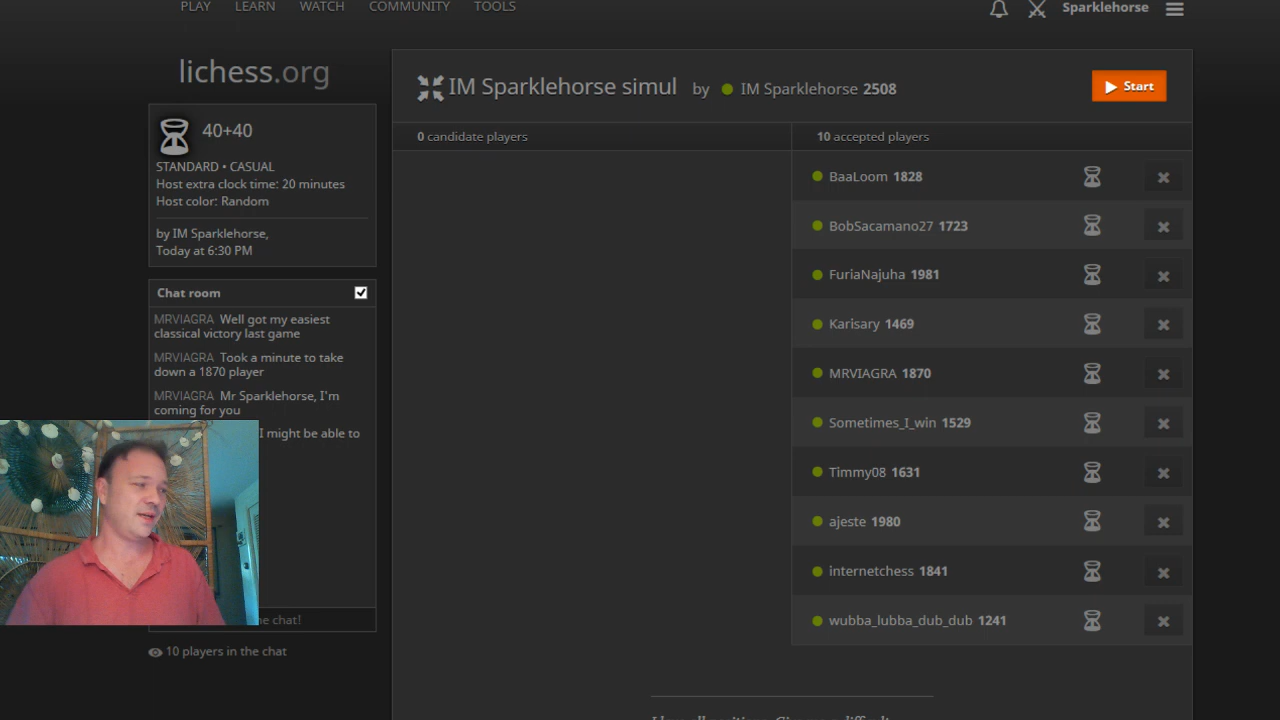 PLAY LEARN WATCH COMMUNITY TOOLS Sparklehorse
lichess.org
40+40
STANDARD • CASUAL
Host extra clock time: 20 minutes
Host color: Random
by IM Sparklehorse,
Today at 6:30 PM
Chat room
MRVIAGRA Well got my easiest
classical victory last game
MRVIAGRA Took a minute to take
down a 1870 player
MRVIAGRA Mr Sparklehorse, I'm
coming for you
I might be able to
he chat!
10 players in the chat
IM Sparklehorse simul by IM Sparklehorse 2508
Start
0 candidate players
10 accepted players
BaaLoom 1828
BobSacamano27 1723
FuriaNajuha 1981
Karisary 1469
MRVIAGRA 1870
Sometimes_I_win 1529
Timmy08 1631
ajeste 1980
internetchess 1841
wubba_lubba_dub_dub 1241